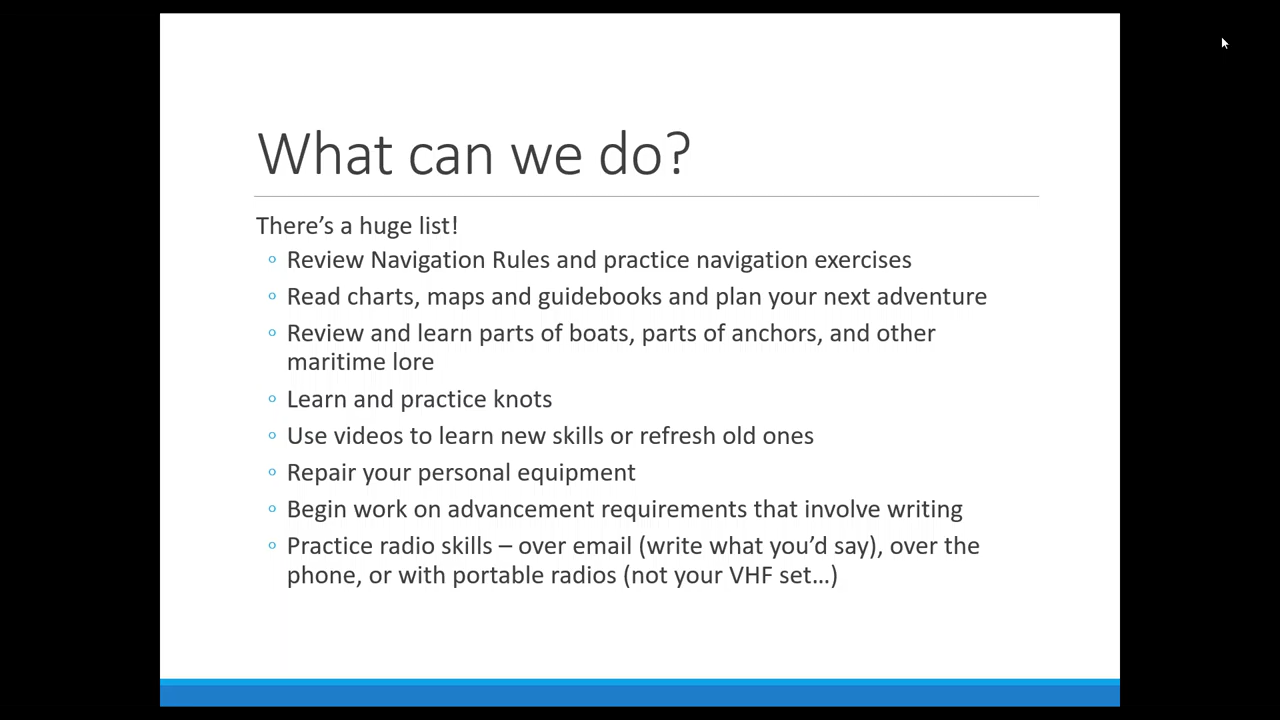 What can we do?
There’s a huge list!
◦ Review Navigation Rules and practice navigation exercises
◦ Read charts, maps and guidebooks and plan your next adventure
◦ Review and learn parts of boats, parts of anchors, and other
maritime lore
◦ Learn and practice knots
◦ Use videos to learn new skills or refresh old ones
◦ Repair your personal equipment
◦ Begin work on advancement requirements that involve writing
◦ Practice radio skills – over email (write what you’d say), over the
phone, or with portable radios (not your VHF set…)